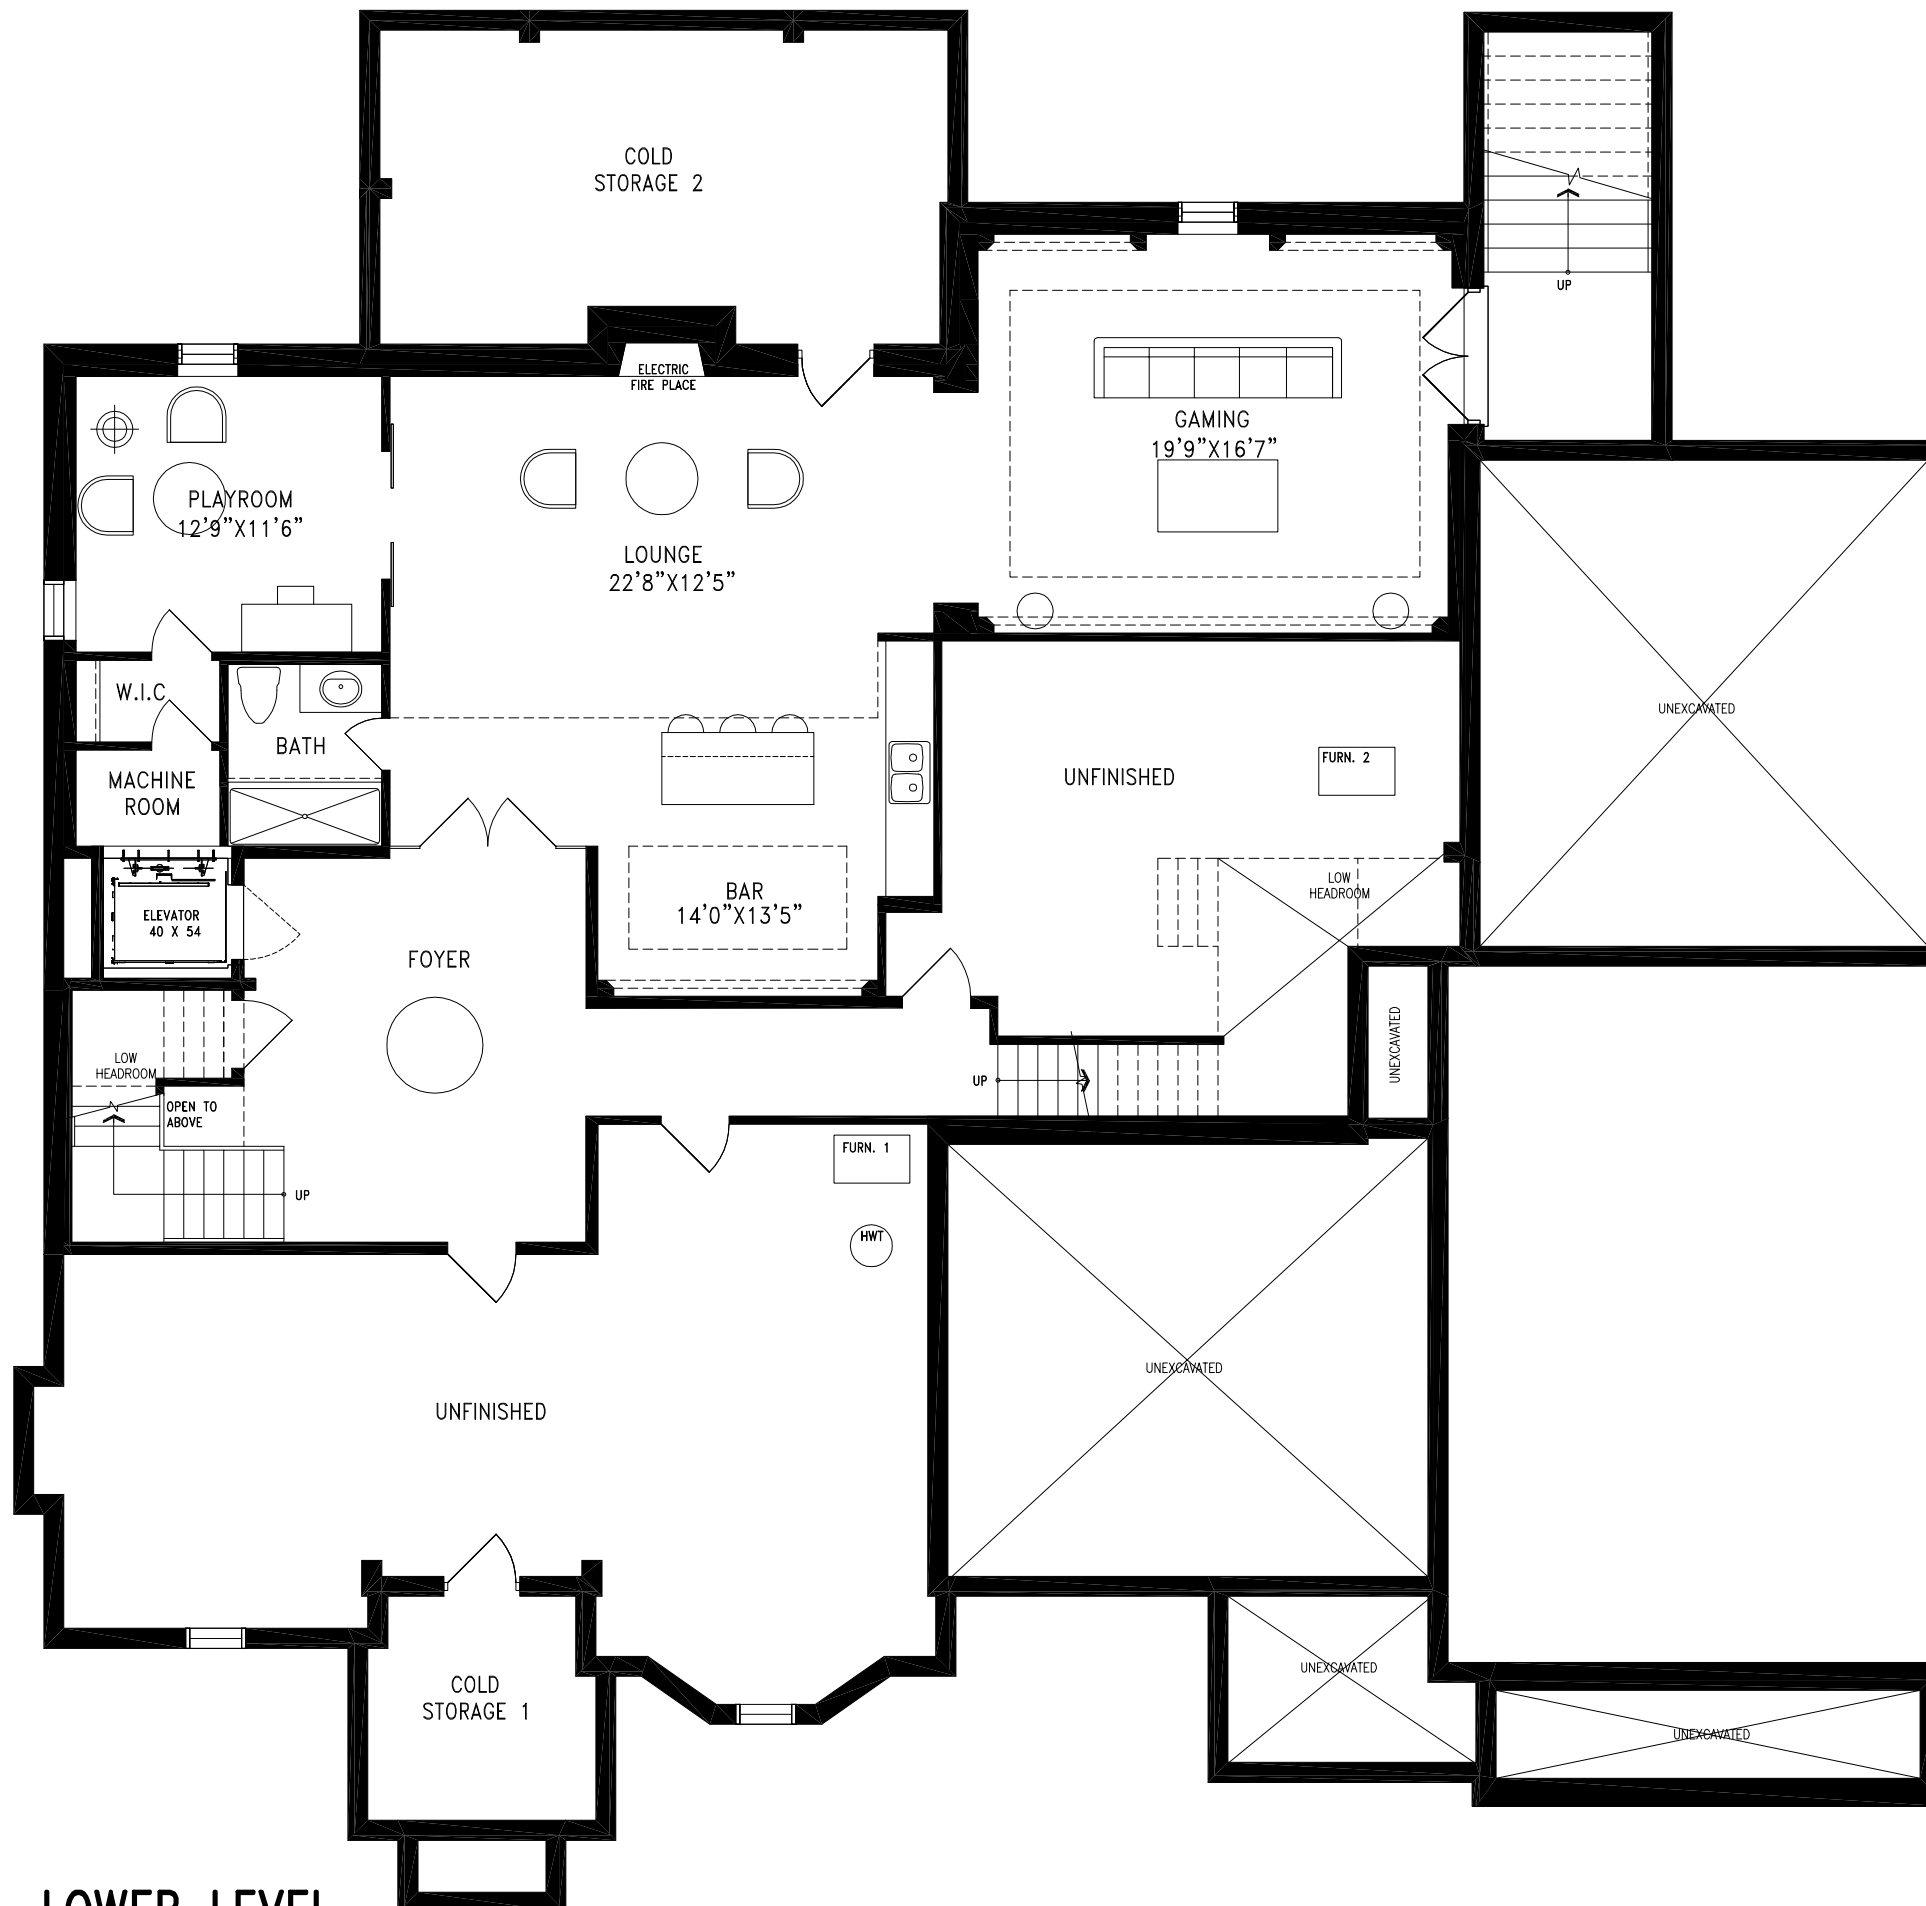 COLD
STORAGE 2
UP
ELECTRIC
FIRE PLACE
GAMING
19'9"X16'7"
PLAYROOM
12'9"X11'6"
LOUNGE
22'8"X12'5"
W.I.C
BATH
UNEXCAVATED
MACHINE
ROOM
UNFINISHED
FURN. 2
LOW
HEADROOM
BAR
14'0"X13'5"
ELEVATOR
40 X 54
FOYER
LOW
HEADROOM
UNEXCAVATED
UP
OPEN TO
ABOVE
FURN. 1
UP
HWT
UNEXCAVATED
UNFINISHED
UNEXCAVATED
COLD
STORAGE 1
UNEXCAVATED
LOWER LEVEL